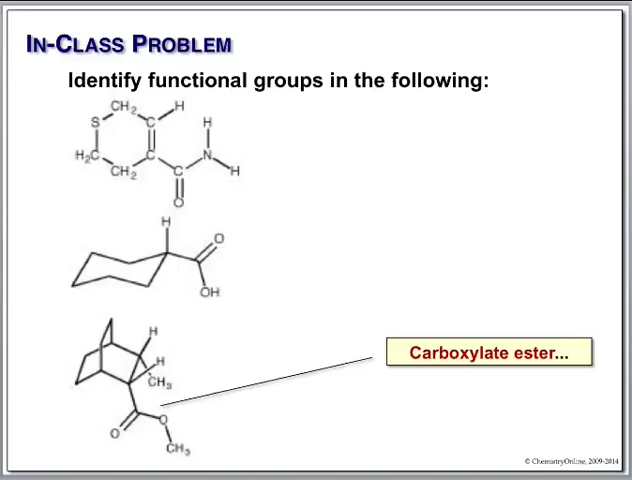 IN-CLASS PROBLEM
Identify functional groups in the following:
CH2 H
S C H
H2C C N
CH2 C H
O
H
O
OH
H
H
CH3
Carboxylate ester...
O O
CH3
© ChemistryOnline, 2009-2014